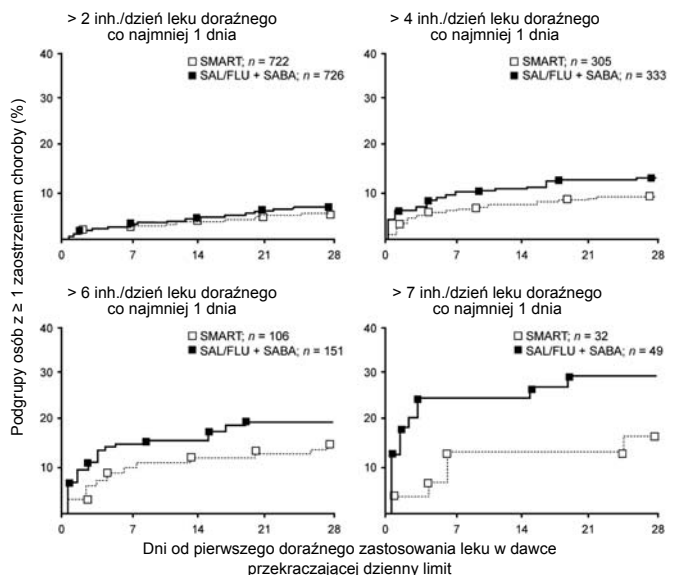 > 2 inh./dzień leku doraźnego
co najmniej 1 dnia
40
30
20
10
0
7
14
21
28
SMART; n = 722
SAL/FLU + SABA; n = 726
> 4 inh./dzień leku doraźnego
co najmniej 1 dnia
40
30
20
10
0
7
14
21
28
SMART; n = 305
SAL/FLU + SABA; n = 333
Podgrupy osób z ≥ 1 zaostrzeniem choroby (%)
> 6 inh./dzień leku doraźnego
co najmniej 1 dnia
40
30
20
10
0
7
14
21
28
SMART; n = 106
SAL/FLU + SABA; n = 151
> 7 inh./dzień leku doraźnego
co najmniej 1 dnia
40
30
20
10
0
7
14
21
28
SMART; n = 32
SAL/FLU + SABA; n = 49
Dni od pierwszego doraźnego zastosowania leku w dawce
przekraczającej dzienny limit